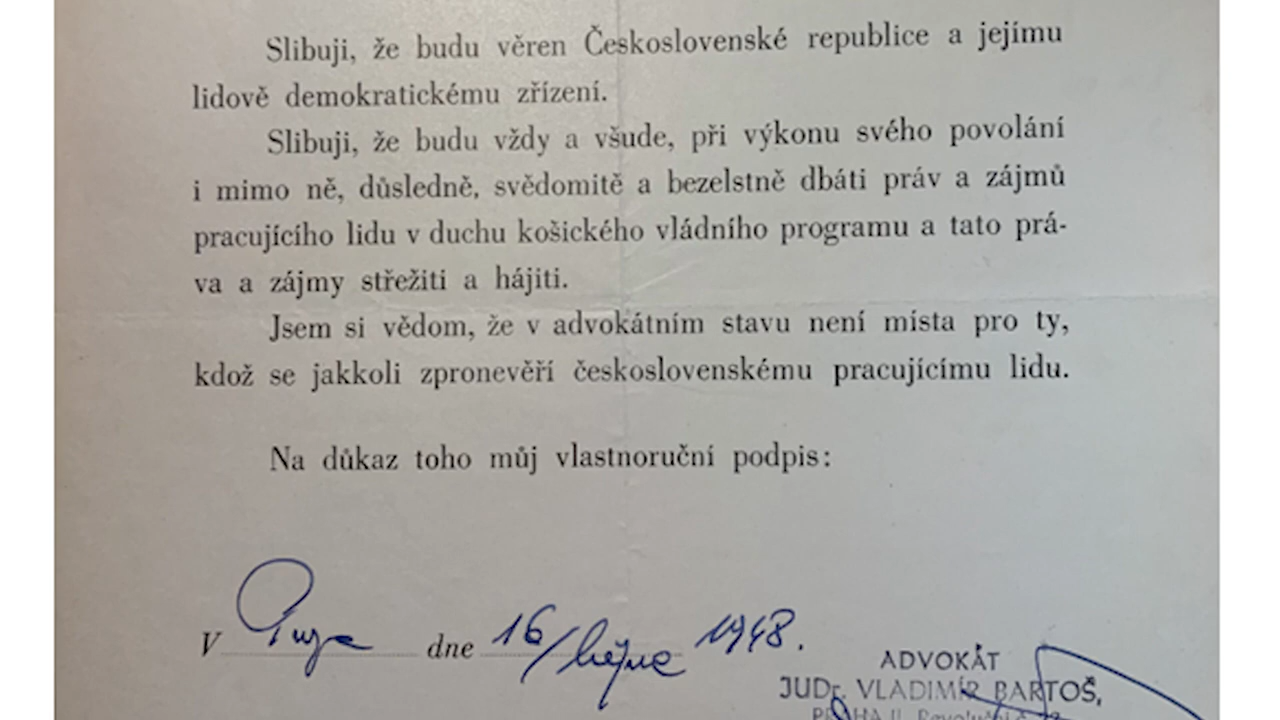 Slibuji, že budu věren Československé republice a jejímu
lidově demokratickému zřízení.
Slibuji, že budu vždy a všude, při výkonu svého povolání
i mimo ně, důsledně, svědomitě a bezelstně dbáti práv a zájmů
pracujícího lidu v duchu košického vládního programu a tato prá-
va a zájmy střežiti a hájiti.
Jsem si vědom, že v advokátním stavu není místa pro ty,
kdož se jakkoli zpronevěří československému pracujícímu lidu.
Na důkaz toho můj vlastnoruční podpis:
V Praze dne 16/ 1948.
ADVOKÁT
JUDr. VLADIMÍR BARTOŠ,
PRAHA II, Revoluční